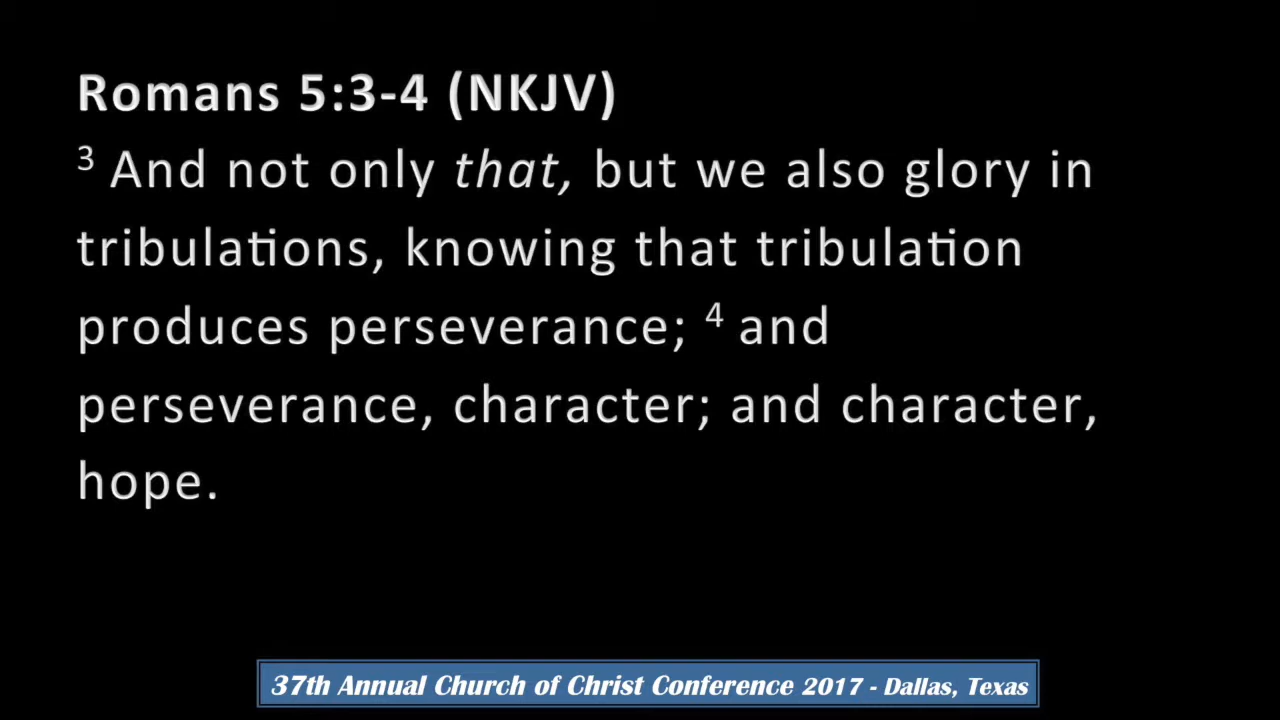 Romans 5:3-4 (NKJV)
³ And not only that, but we also glory in
tribulations, knowing that tribulation
produces perseverance; ⁴ and
perseverance, character; and character,
hope.
37th Annual Church of Christ Conference 2017 - Dallas, Texas